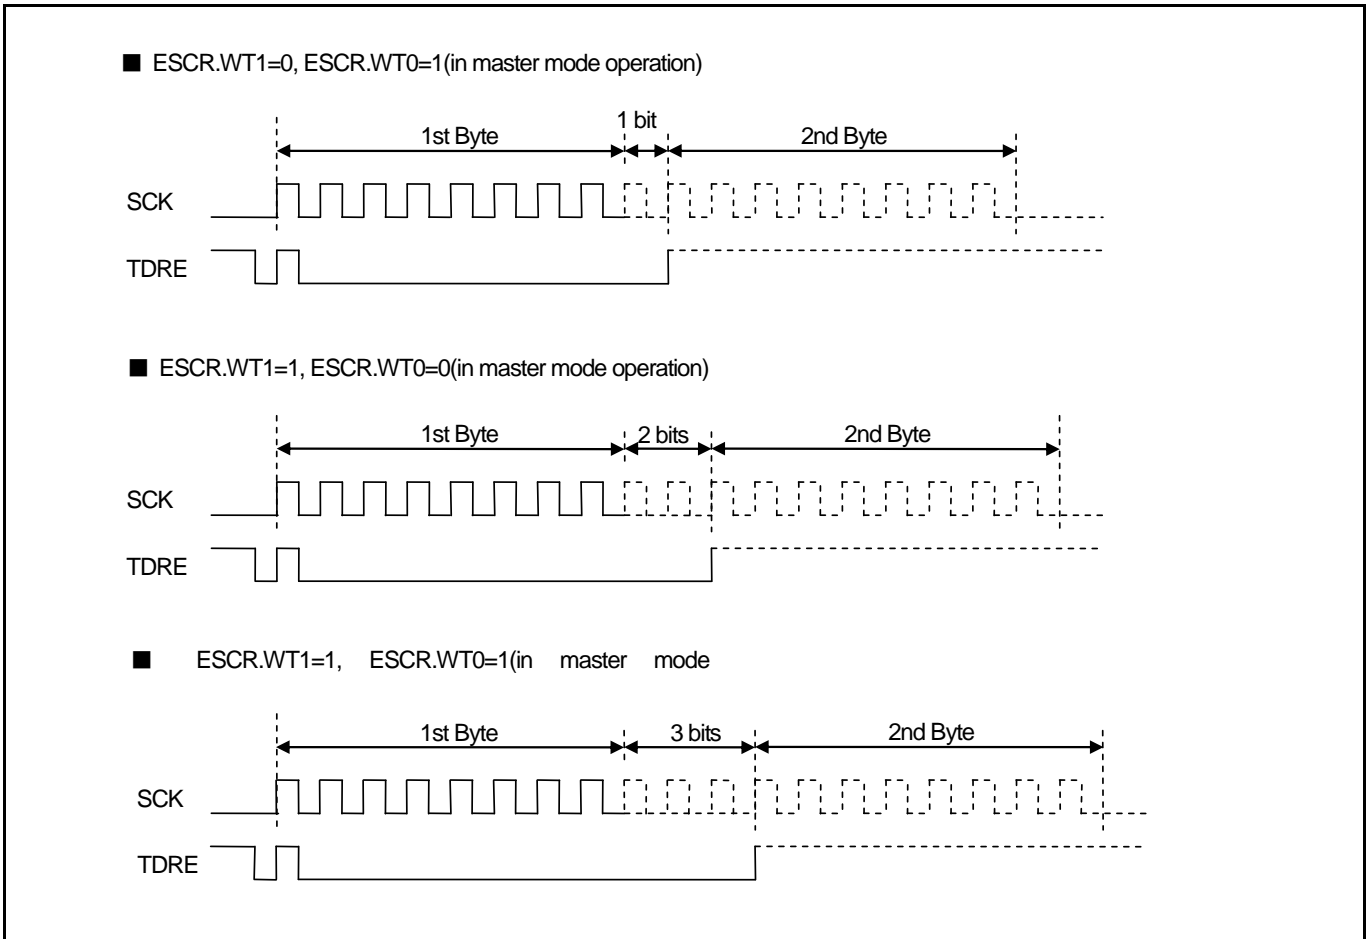 ■ ESCR.WT1=0, ESCR.WT0=1(in master mode operation)
1 bit
1st Byte
2nd Byte
SCK
TDRE
■ ESCR.WT1=1, ESCR.WT0=0(in master mode operation)
1st Byte
2 bits
2nd Byte
SCK
TDRE
■ ESCR.WT1=1, ESCR.WT0=1(in master mode
1st Byte
3 bits
2nd Byte
SCK
TDRE